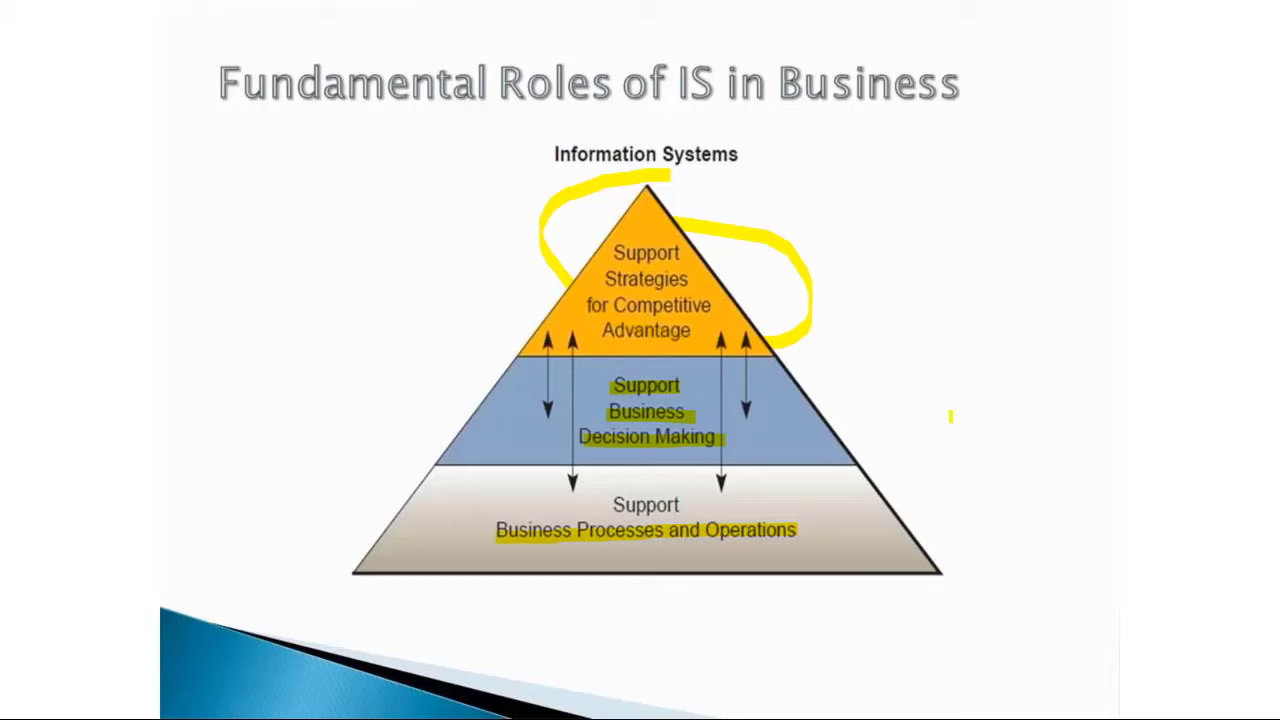 Fundamental Roles of IS in Business
Information Systems
Support
Strategies
for Competitive
Advantage
Support
Business
Decision Making
Support
Business Processes and Operations